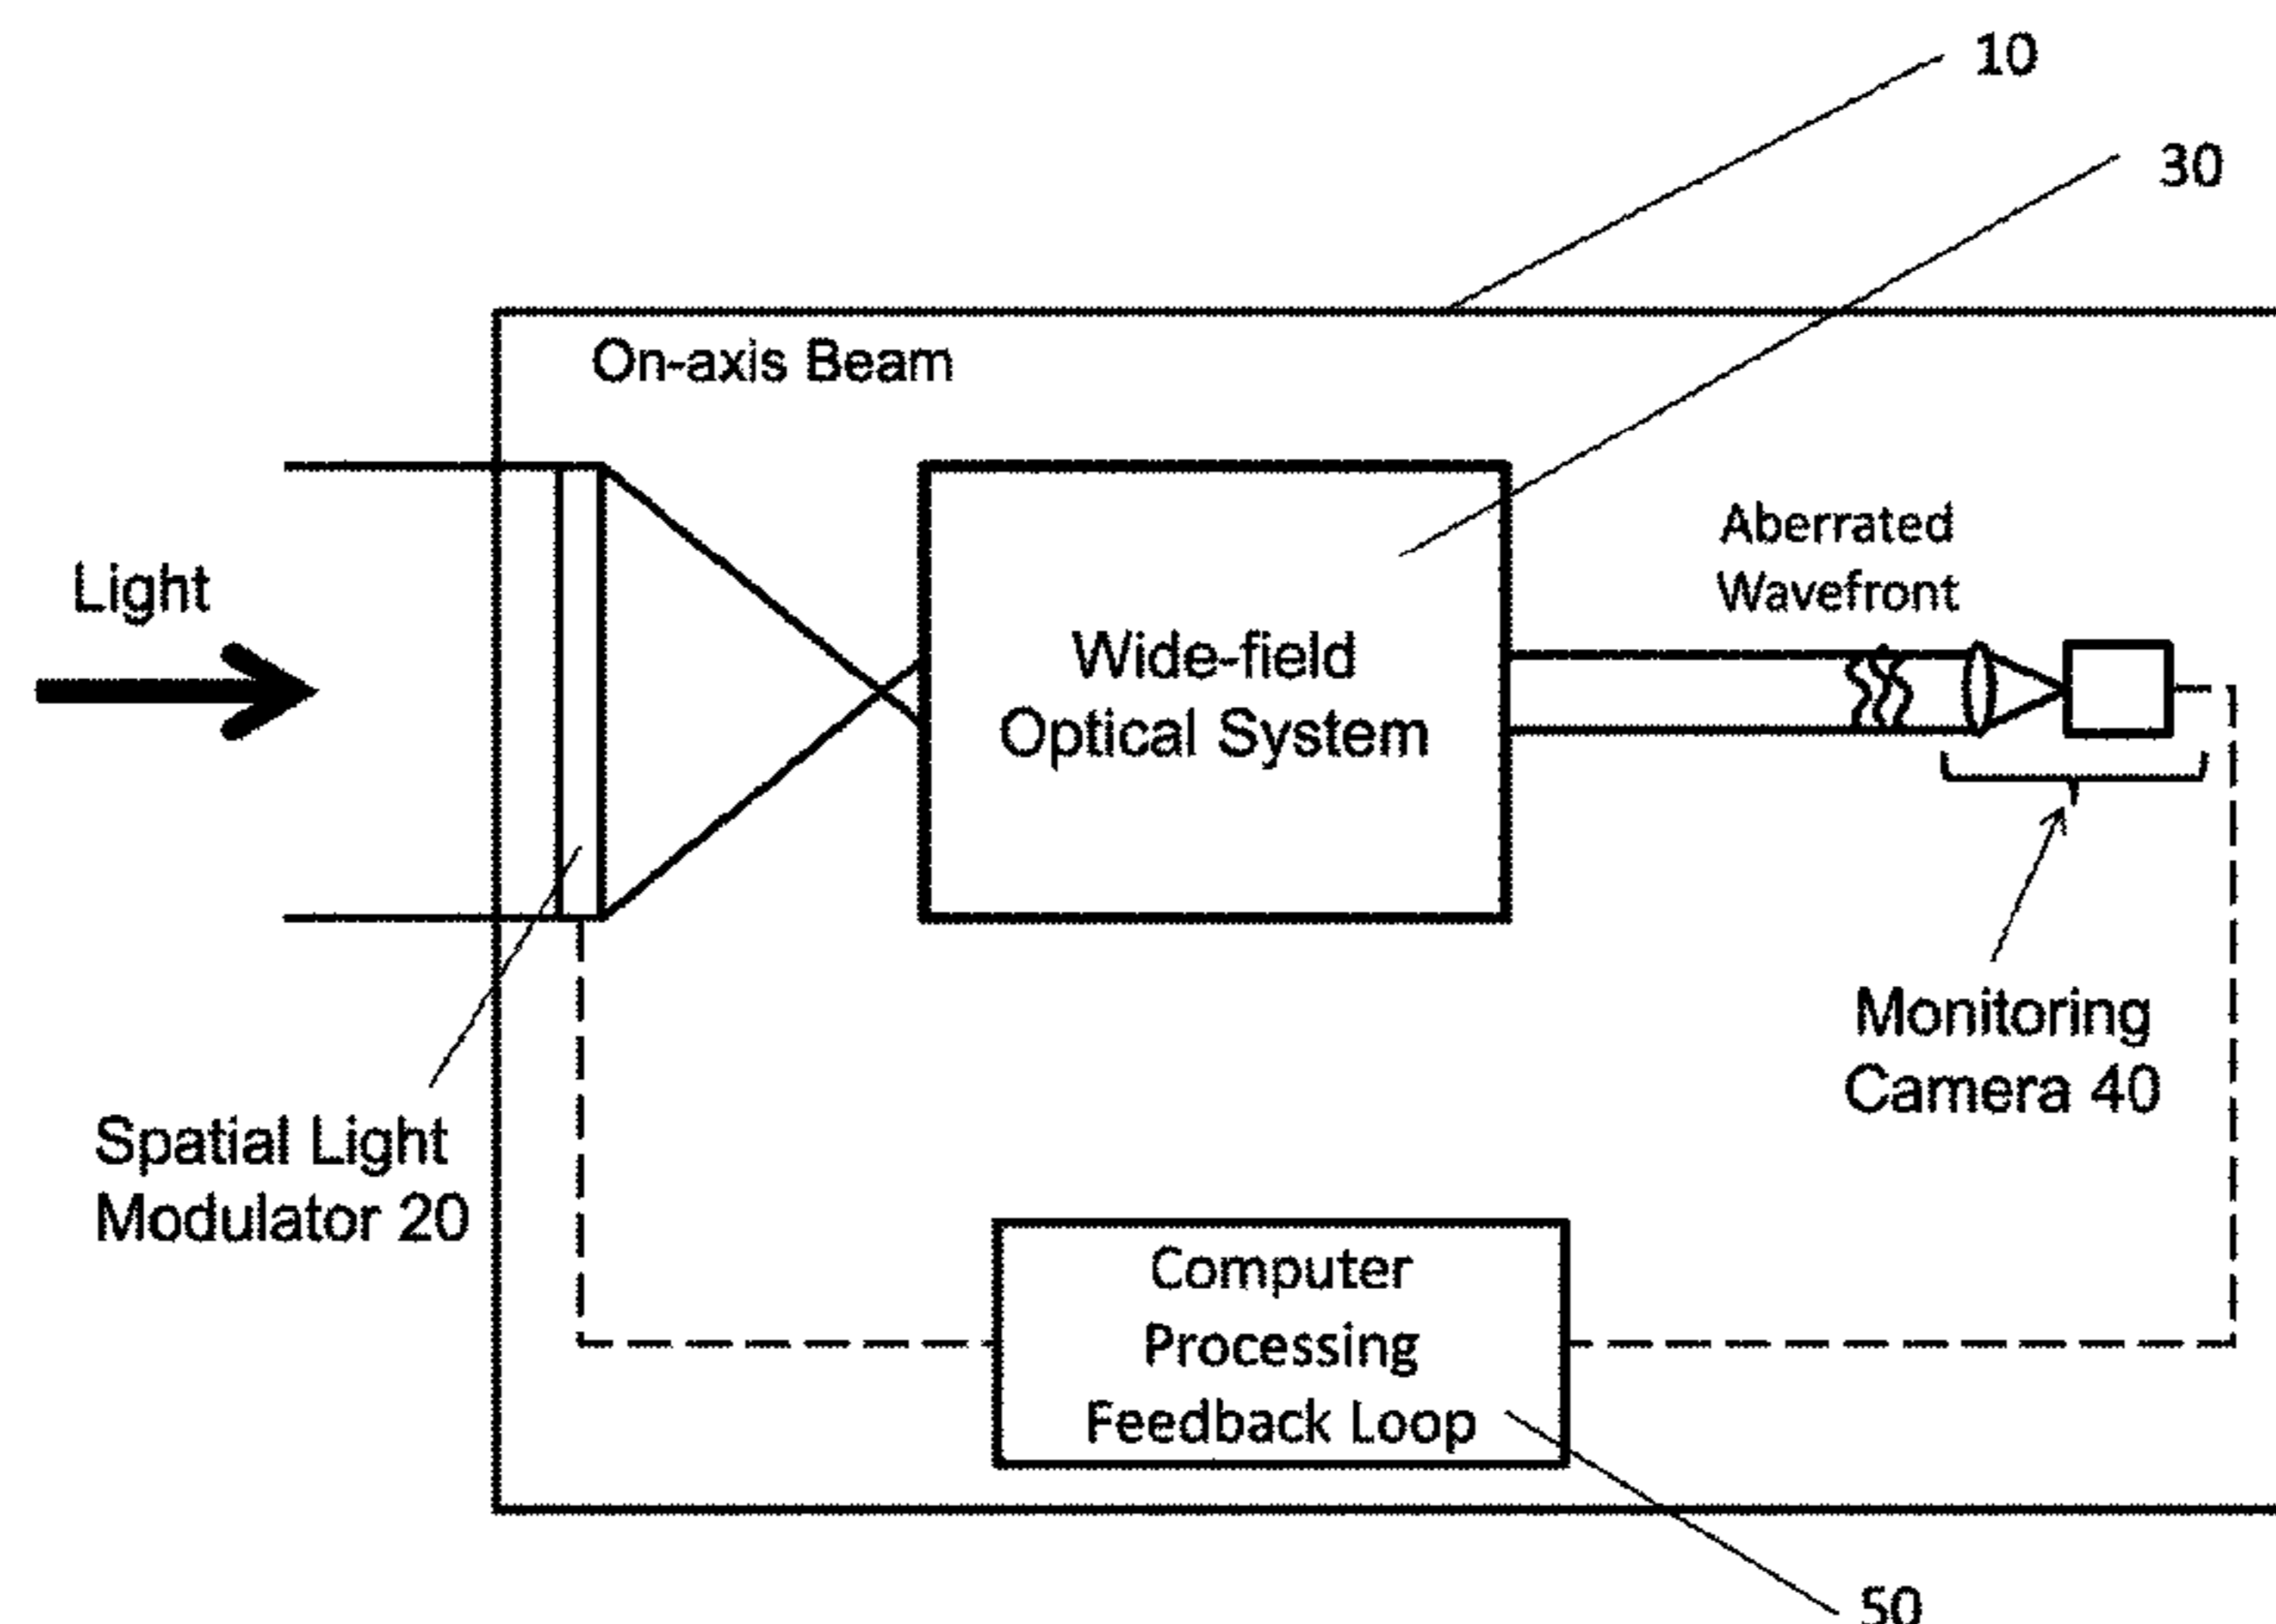 10
30
On-axis Beam
Light
Aberrated
Wavefront
Wide-field
Optical System
Monitoring
Camera 40
Spatial Light
Modulator 20
Computer
Processing
Feedback Loop
50